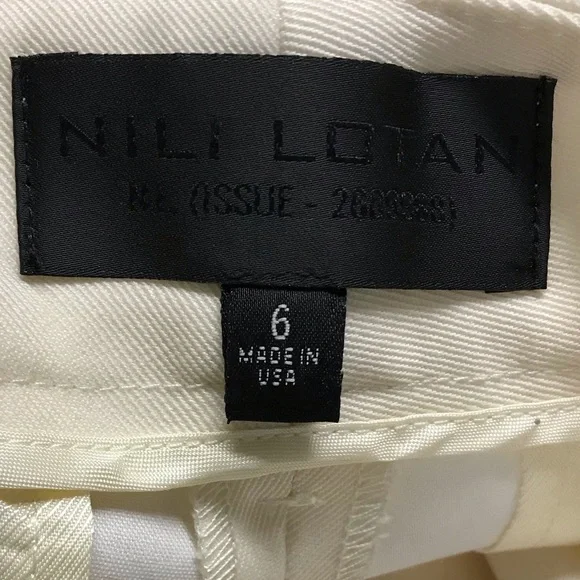 NILI LOTAN
(ISSUE -
6
MADE IN
USA